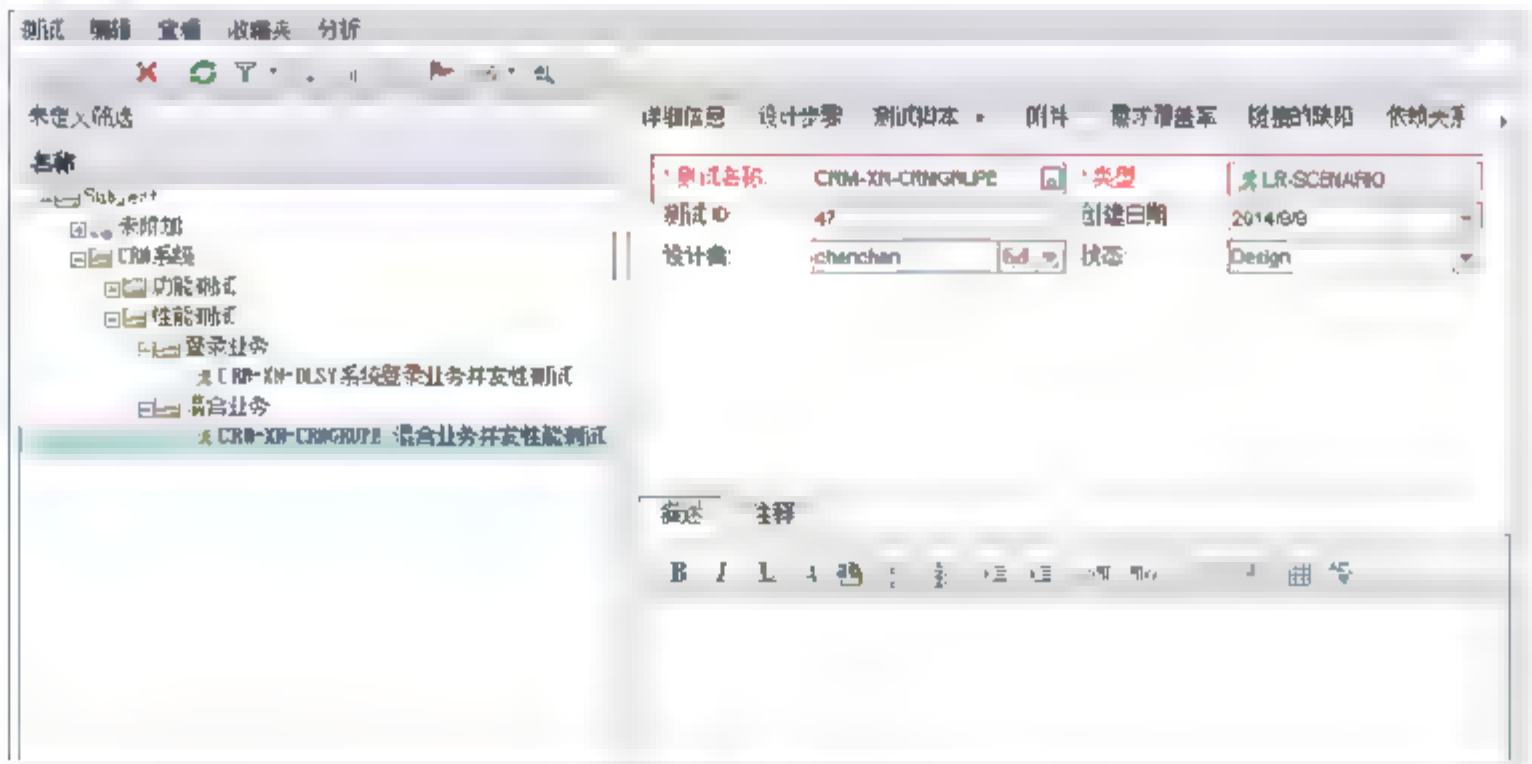 测试 编辑 查看 收藏夹 分析
未定义筛选
名称
Subject
未附加
CRM系统
功能测试
性能测试
登录业务
CRM-XN-DLSY系统登录业务并发性测试
混合业务
CRM-XN-CRMGRUPE 混合业务并发性能测试
详细信息 设计步骤 测试脚本 附件 需求覆盖率 链接的缺陷 依赖关系
*测试名称: CRM-XN-CRMGRUPE *类型 LR-SCENARIO
测试 ID: 47 创建日期 2014/8/8
设计者: chenchen 状态: Design
描述 注释
B I